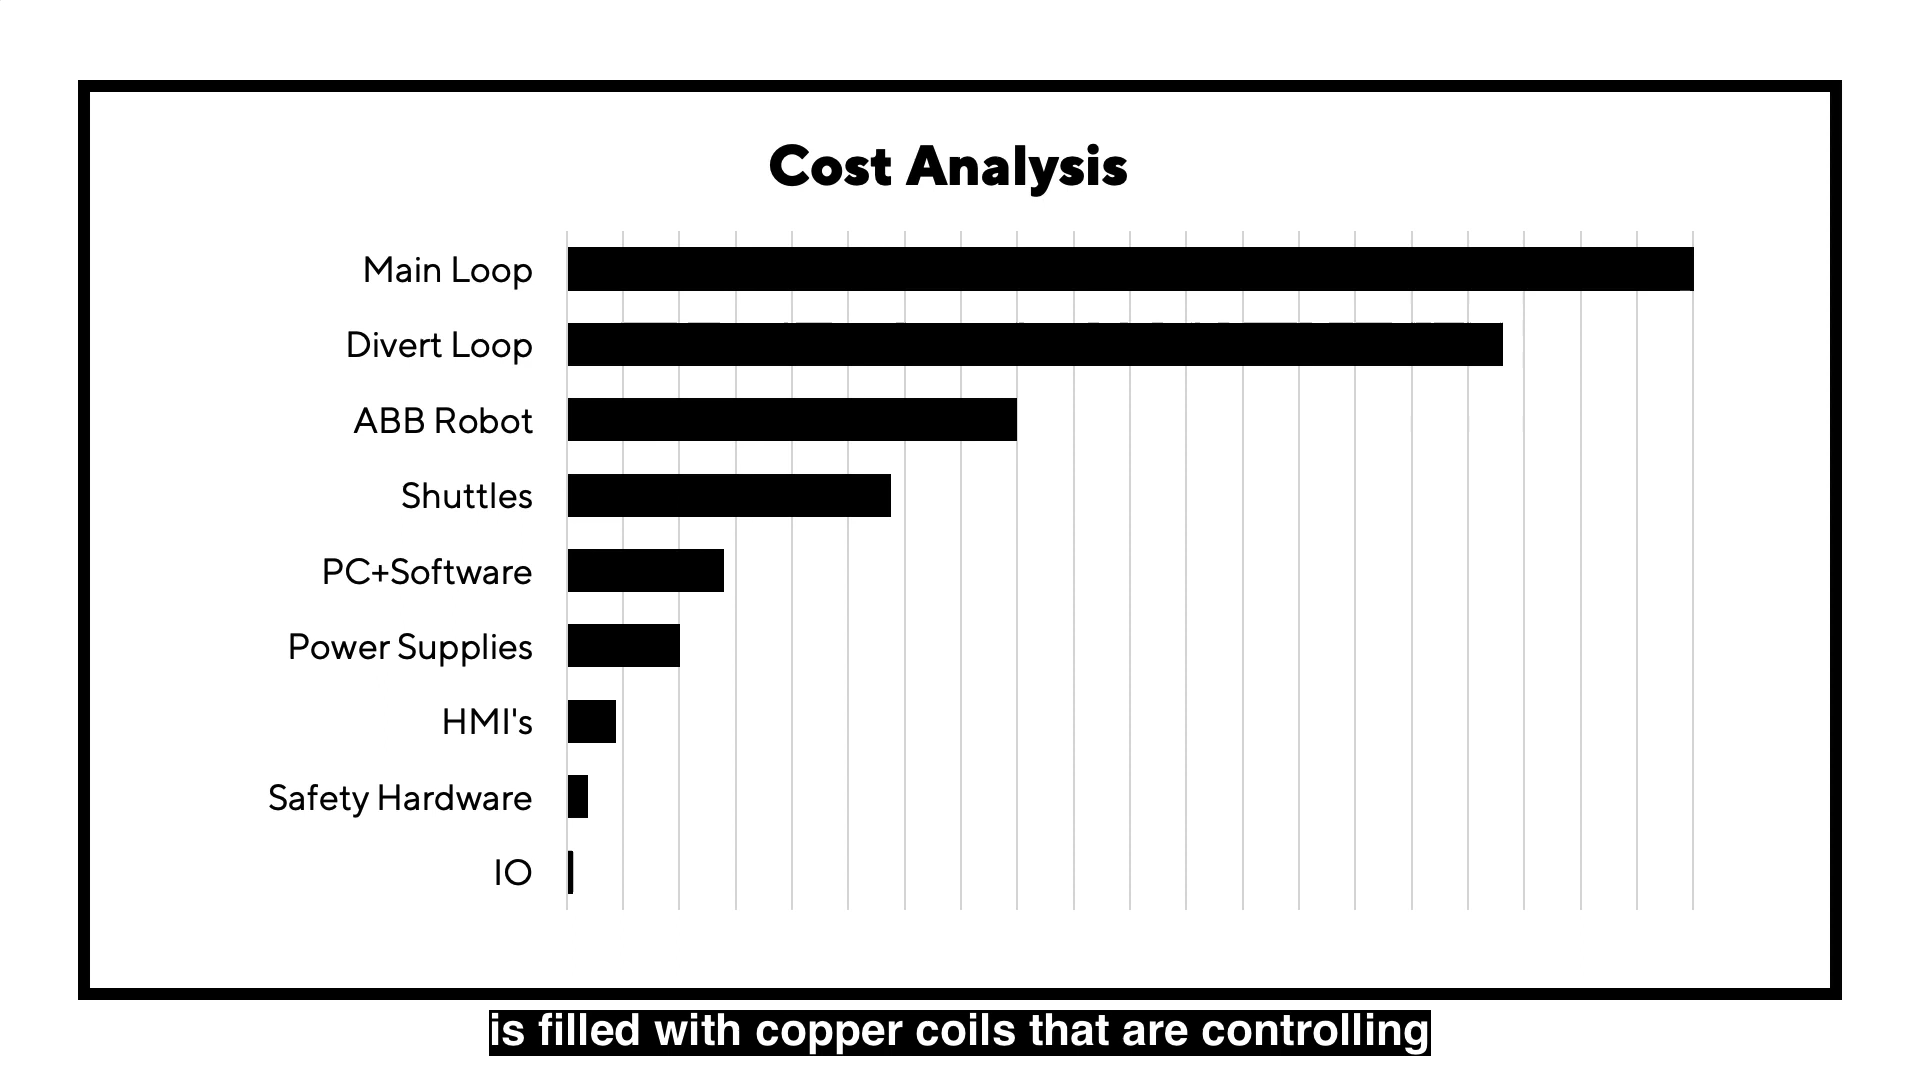 Cost Analysis
Main Loop
Divert Loop
ABB Robot
Shuttles
PC+Software
Power Supplies
HMI's
Safety Hardware
IO
is filled with copper coils that are controlling